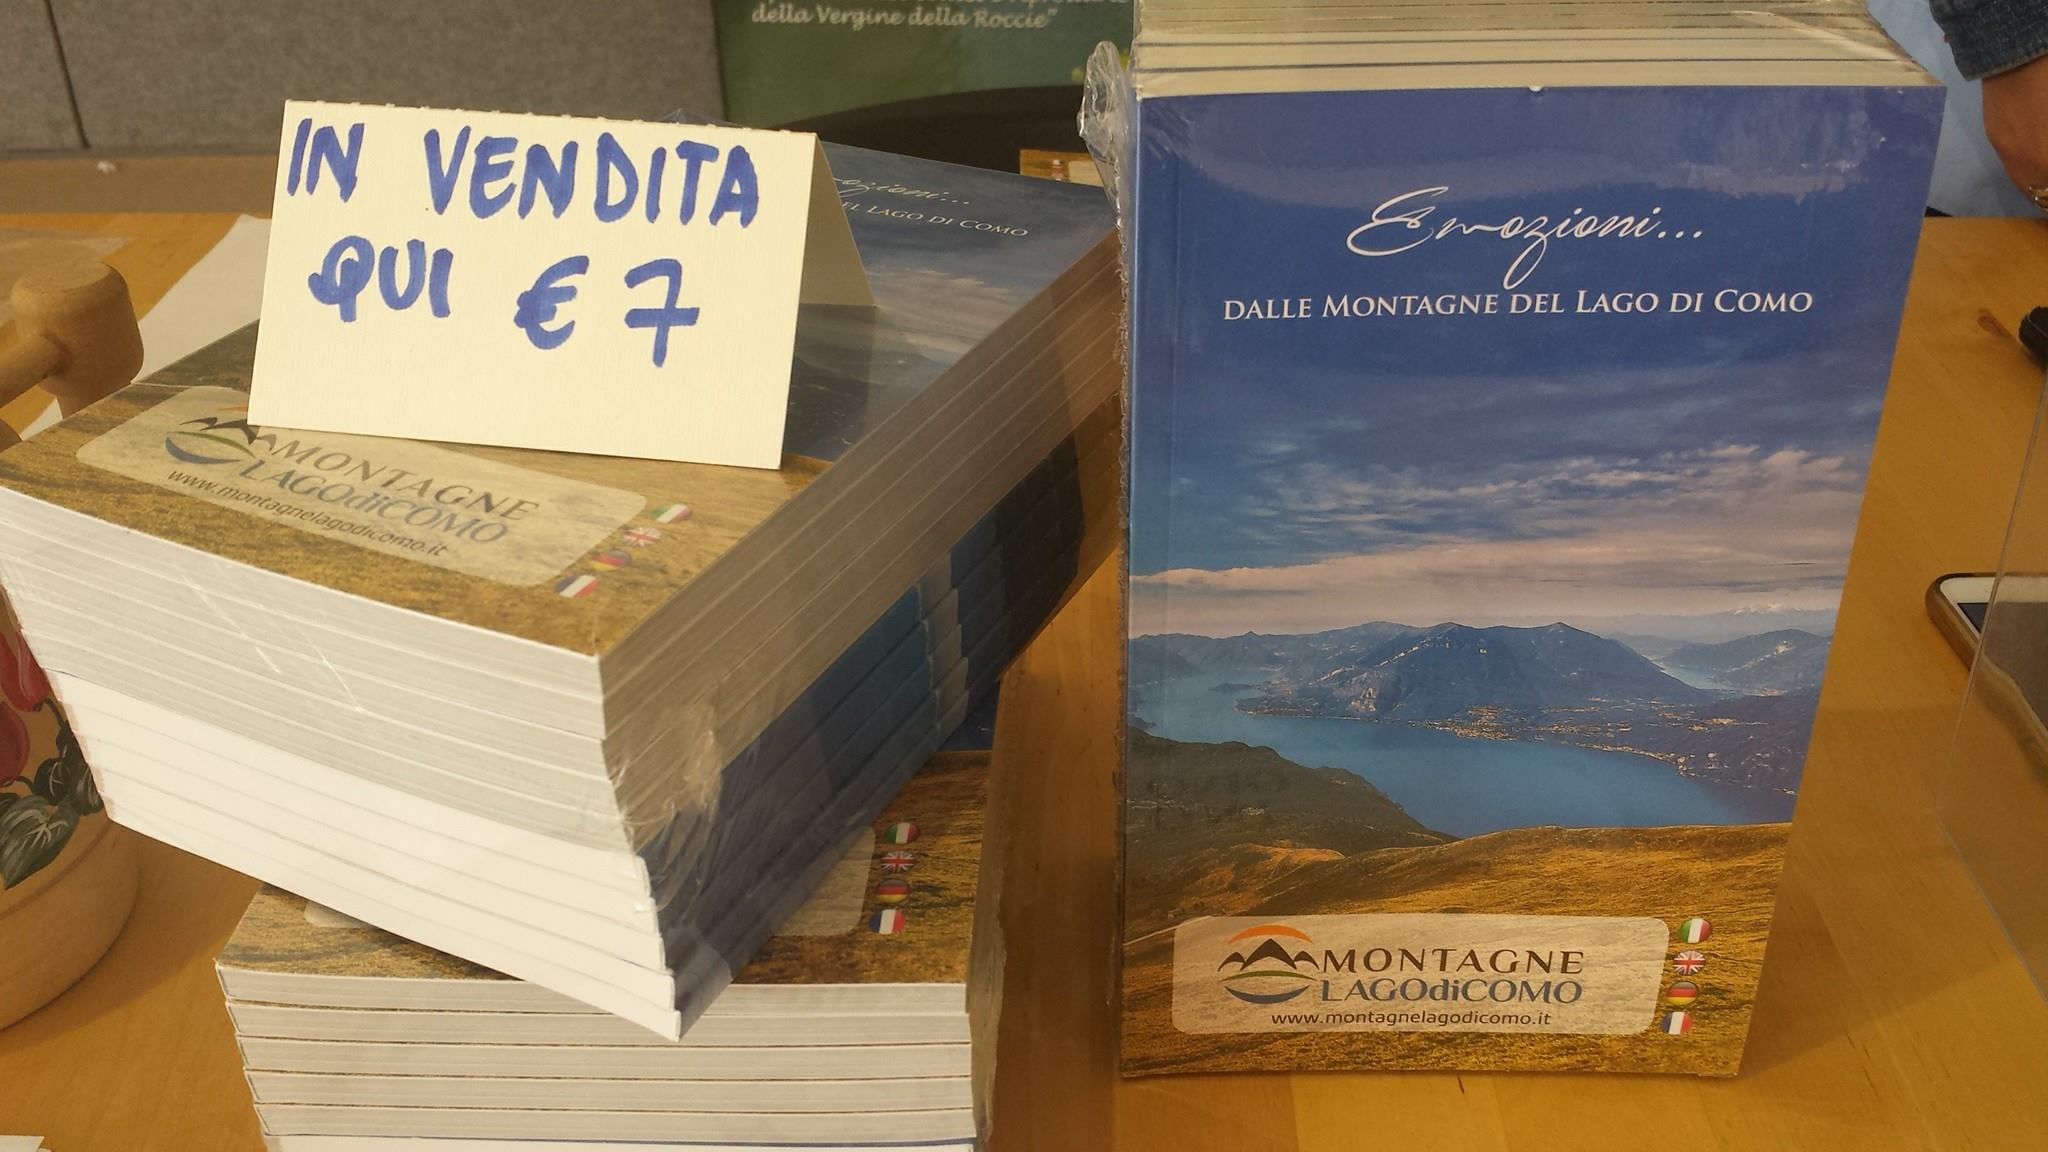 della Vergine della Roccie"
IN VENDITA
QUI € 7
EL LAGO DI COMO
MONTAGNE
LAGOdiCOMO
www.montagnelagodicomo.it
Emozioni...
DALLE MONTAGNE DEL LAGO DI COMO
MONTAGNE
LAGOdiCOMO
www.montagnelagodicomo.it